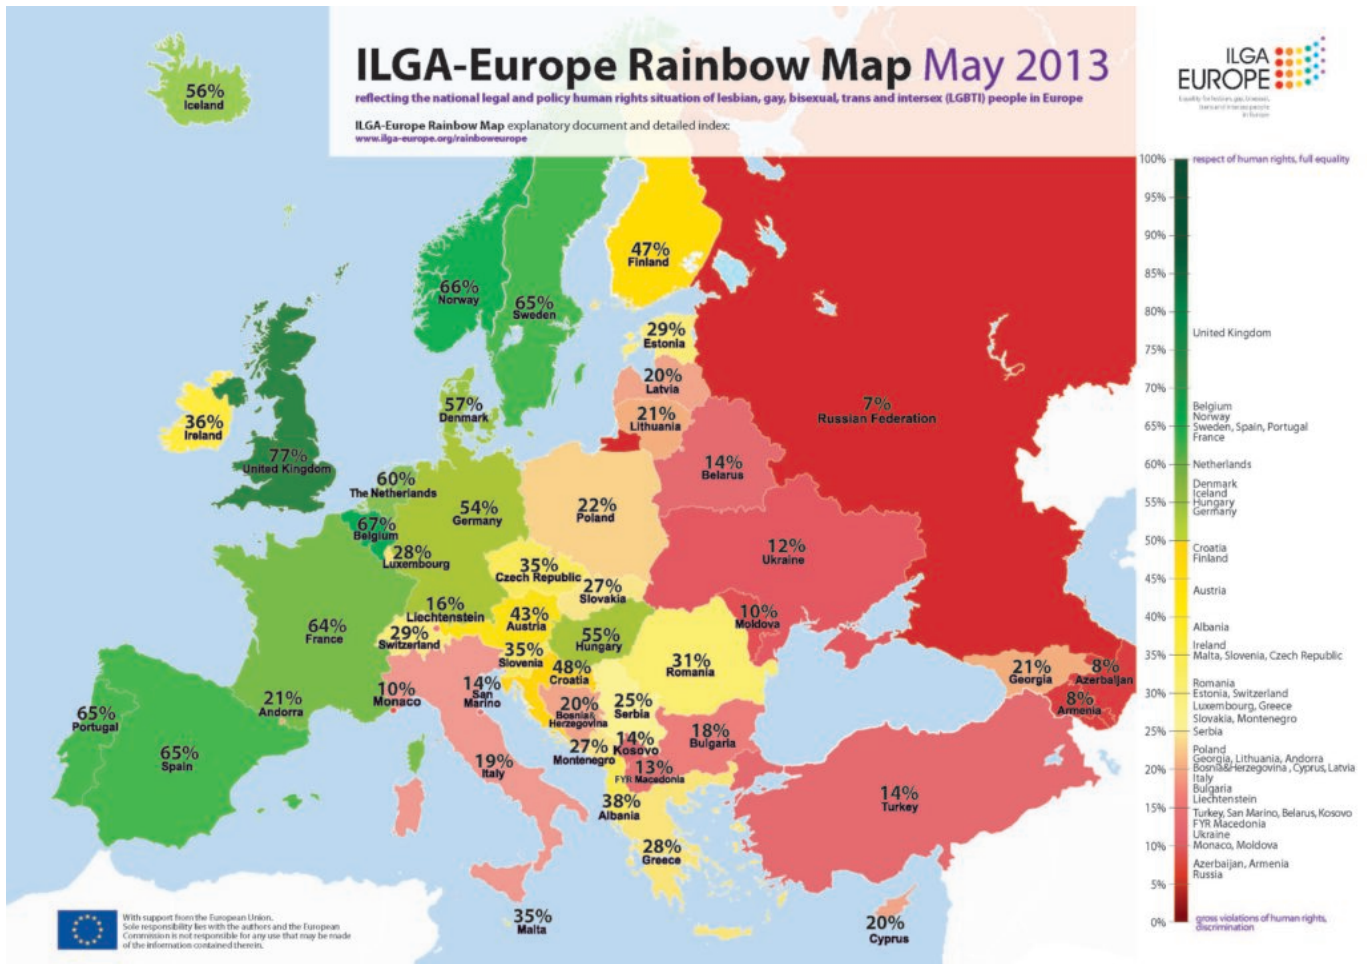 ILGA-Europe Rainbow Map May 2013
reflecting the national legal and policy human rights situation of lesbian, gay, bisexual, trans and intersex (LGBTI) people in Europe
ILGA-Europe Rainbow Map explanatory document and detailed index:
www.ilga-europe.org/rainboweurope
ILGA
EUROPE
Equality for lesbian, gay, bisexual,
trans and intersex people
in Europe
56%
Iceland
66%
Norway
65%
Sweden
47%
Finland
29%
Estonia
20%
Latvia
21%
Lithuania
57%
Denmark
36%
Ireland
77%
United Kingdom
7%
Russian Federation
14%
Belarus
60%
The Netherlands
67%
Belgium
54%
Germany
22%
Poland
28%
Luxembourg
35%
Czech Republic
27%
Slovakia
12%
Ukraine
16%
Liechtenstein
43%
Austria
55%
Hungary
10%
Moldova
64%
France
29%
Switzerland
35%
Slovenia
48%
Croatia
31%
Romania
21%
Georgia
8%
Azerbaijan
8%
Armenia
21%
Andorra
10%
Monaco
14%
San
Marino
20%
Bosnia&
Herzegovina
25%
Serbia
65%
Portugal
65%
Spain
19%
Italy
27%
Montenegro
14%
Kosovo
18%
Bulgaria
13%
FYR Macedonia
38%
Albania
14%
Turkey
28%
Greece
35%
Malta
20%
Cyprus
100%
respect of human rights, full equality
95%
90%
85%
80%
United Kingdom
75%
70%
Belgium
Norway
65%
Sweden, Spain, Portugal
France
60%
Netherlands
Denmark
Iceland
55%
Hungary
Germany
50%
Croatia
Finland
45%
Austria
40%
Albania
Ireland
35%
Malta, Slovenia, Czech Republic
Romania
30%
Estonia, Switzerland
Luxembourg, Greece
Slovakia, Montenegro
25%
Serbia
Poland
Georgia, Lithuania, Andorra
20%
Bosnia&Herzegovina , Cyprus, Latvia
Italy
Bulgaria
Liechtenstein
15%
Turkey, San Marino, Belarus, Kosovo
FYR Macedonia
Ukraine
10%
Monaco, Moldova
Azerbaijan, Armenia
Russia
5%
0%
gross violations of human rights,
discrimination
With support from the European Union.
Sole responsibility lies with the authors and the European
Commission is not responsible for any use that may be made
of the information contained therein.